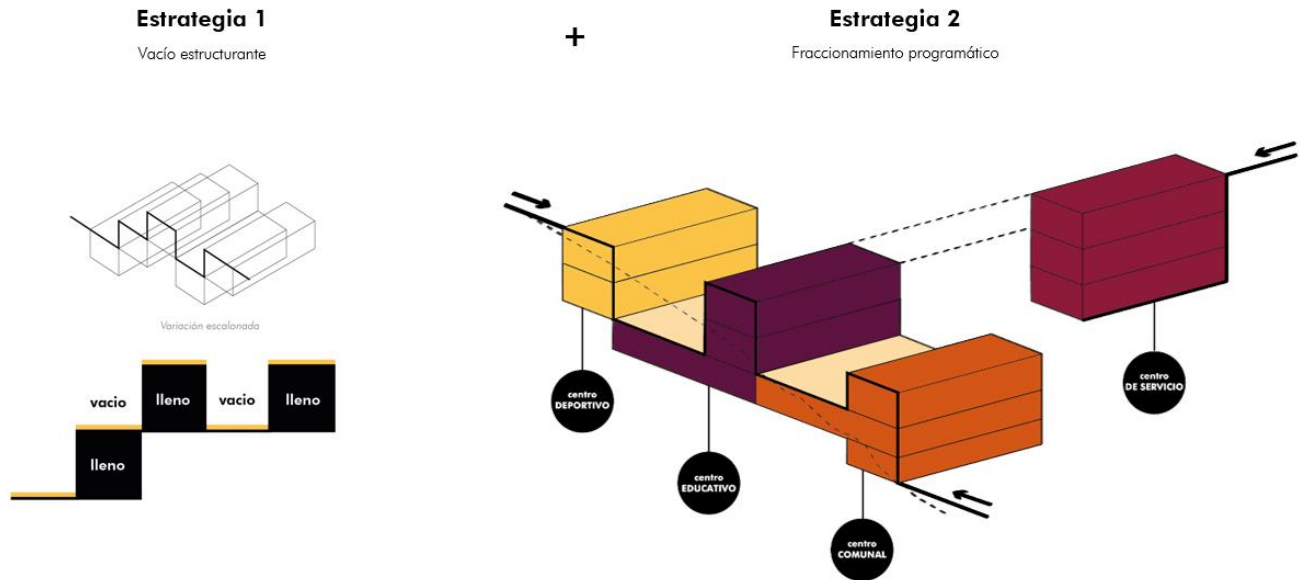 Estrategia 1
Vacío estructurante
+
Estrategia 2
Fraccionamiento programático
Variación escalonada
vacio
lleno
vacio
lleno
lleno
centro
DEPORTIVO
centro
EDUCATIVO
centro
COMUNAL
centro
DE SERVICIO